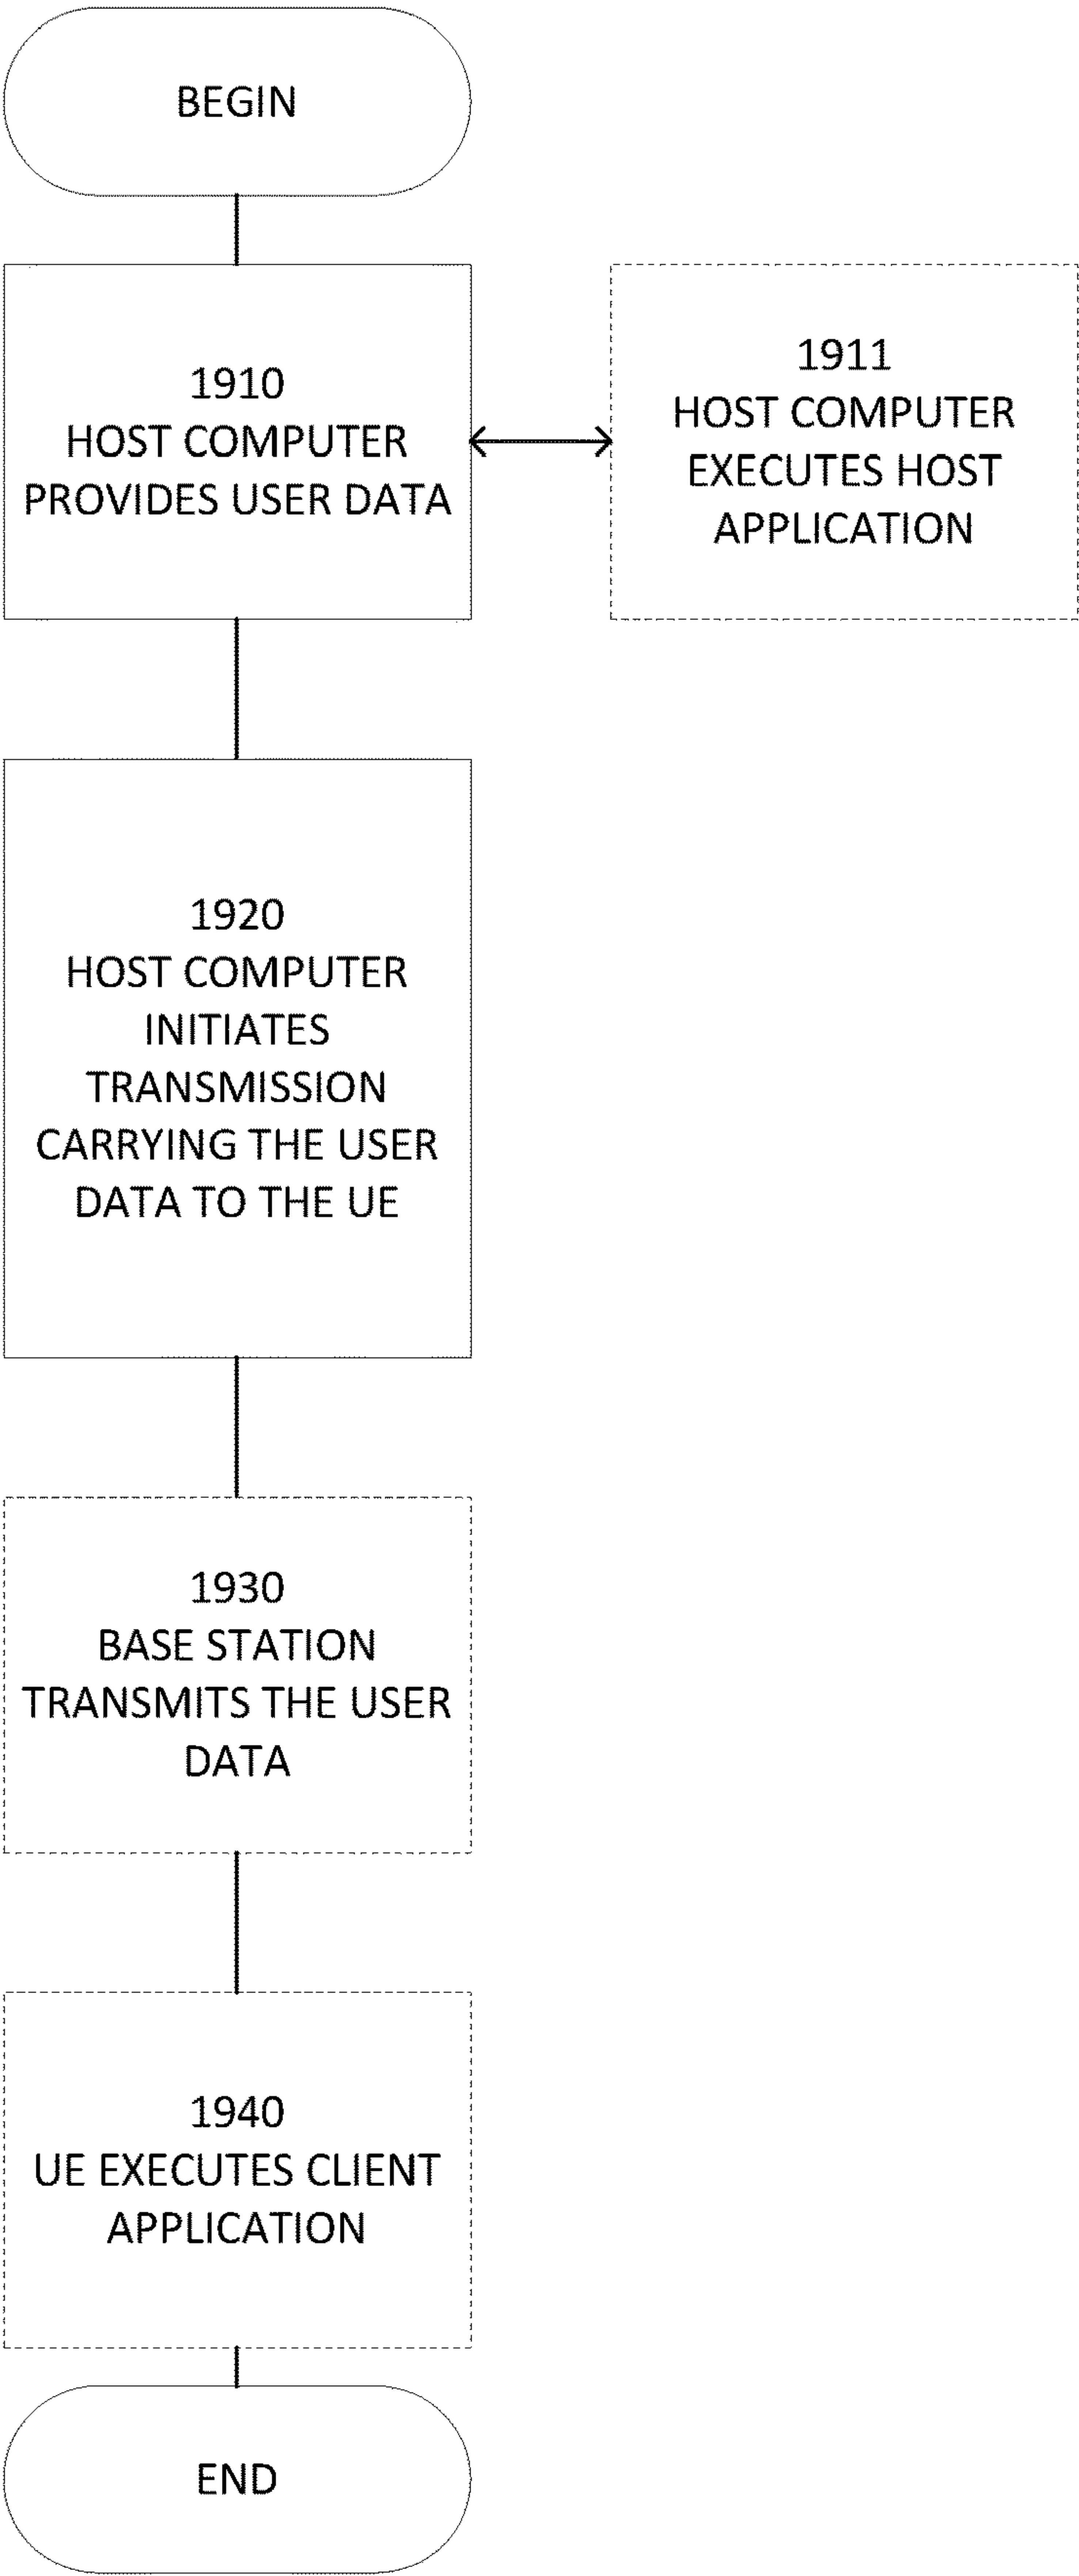 BEGIN
1910
HOST COMPUTER
PROVIDES USER DATA
1911
HOST COMPUTER
EXECUTES HOST
APPLICATION
1920
HOST COMPUTER
INITIATES
TRANSMISSION
CARRYING THE USER
DATA TO THE UE
1930
BASE STATION
TRANSMITS THE USER
DATA
1940
UE EXECUTES CLIENT
APPLICATION
END